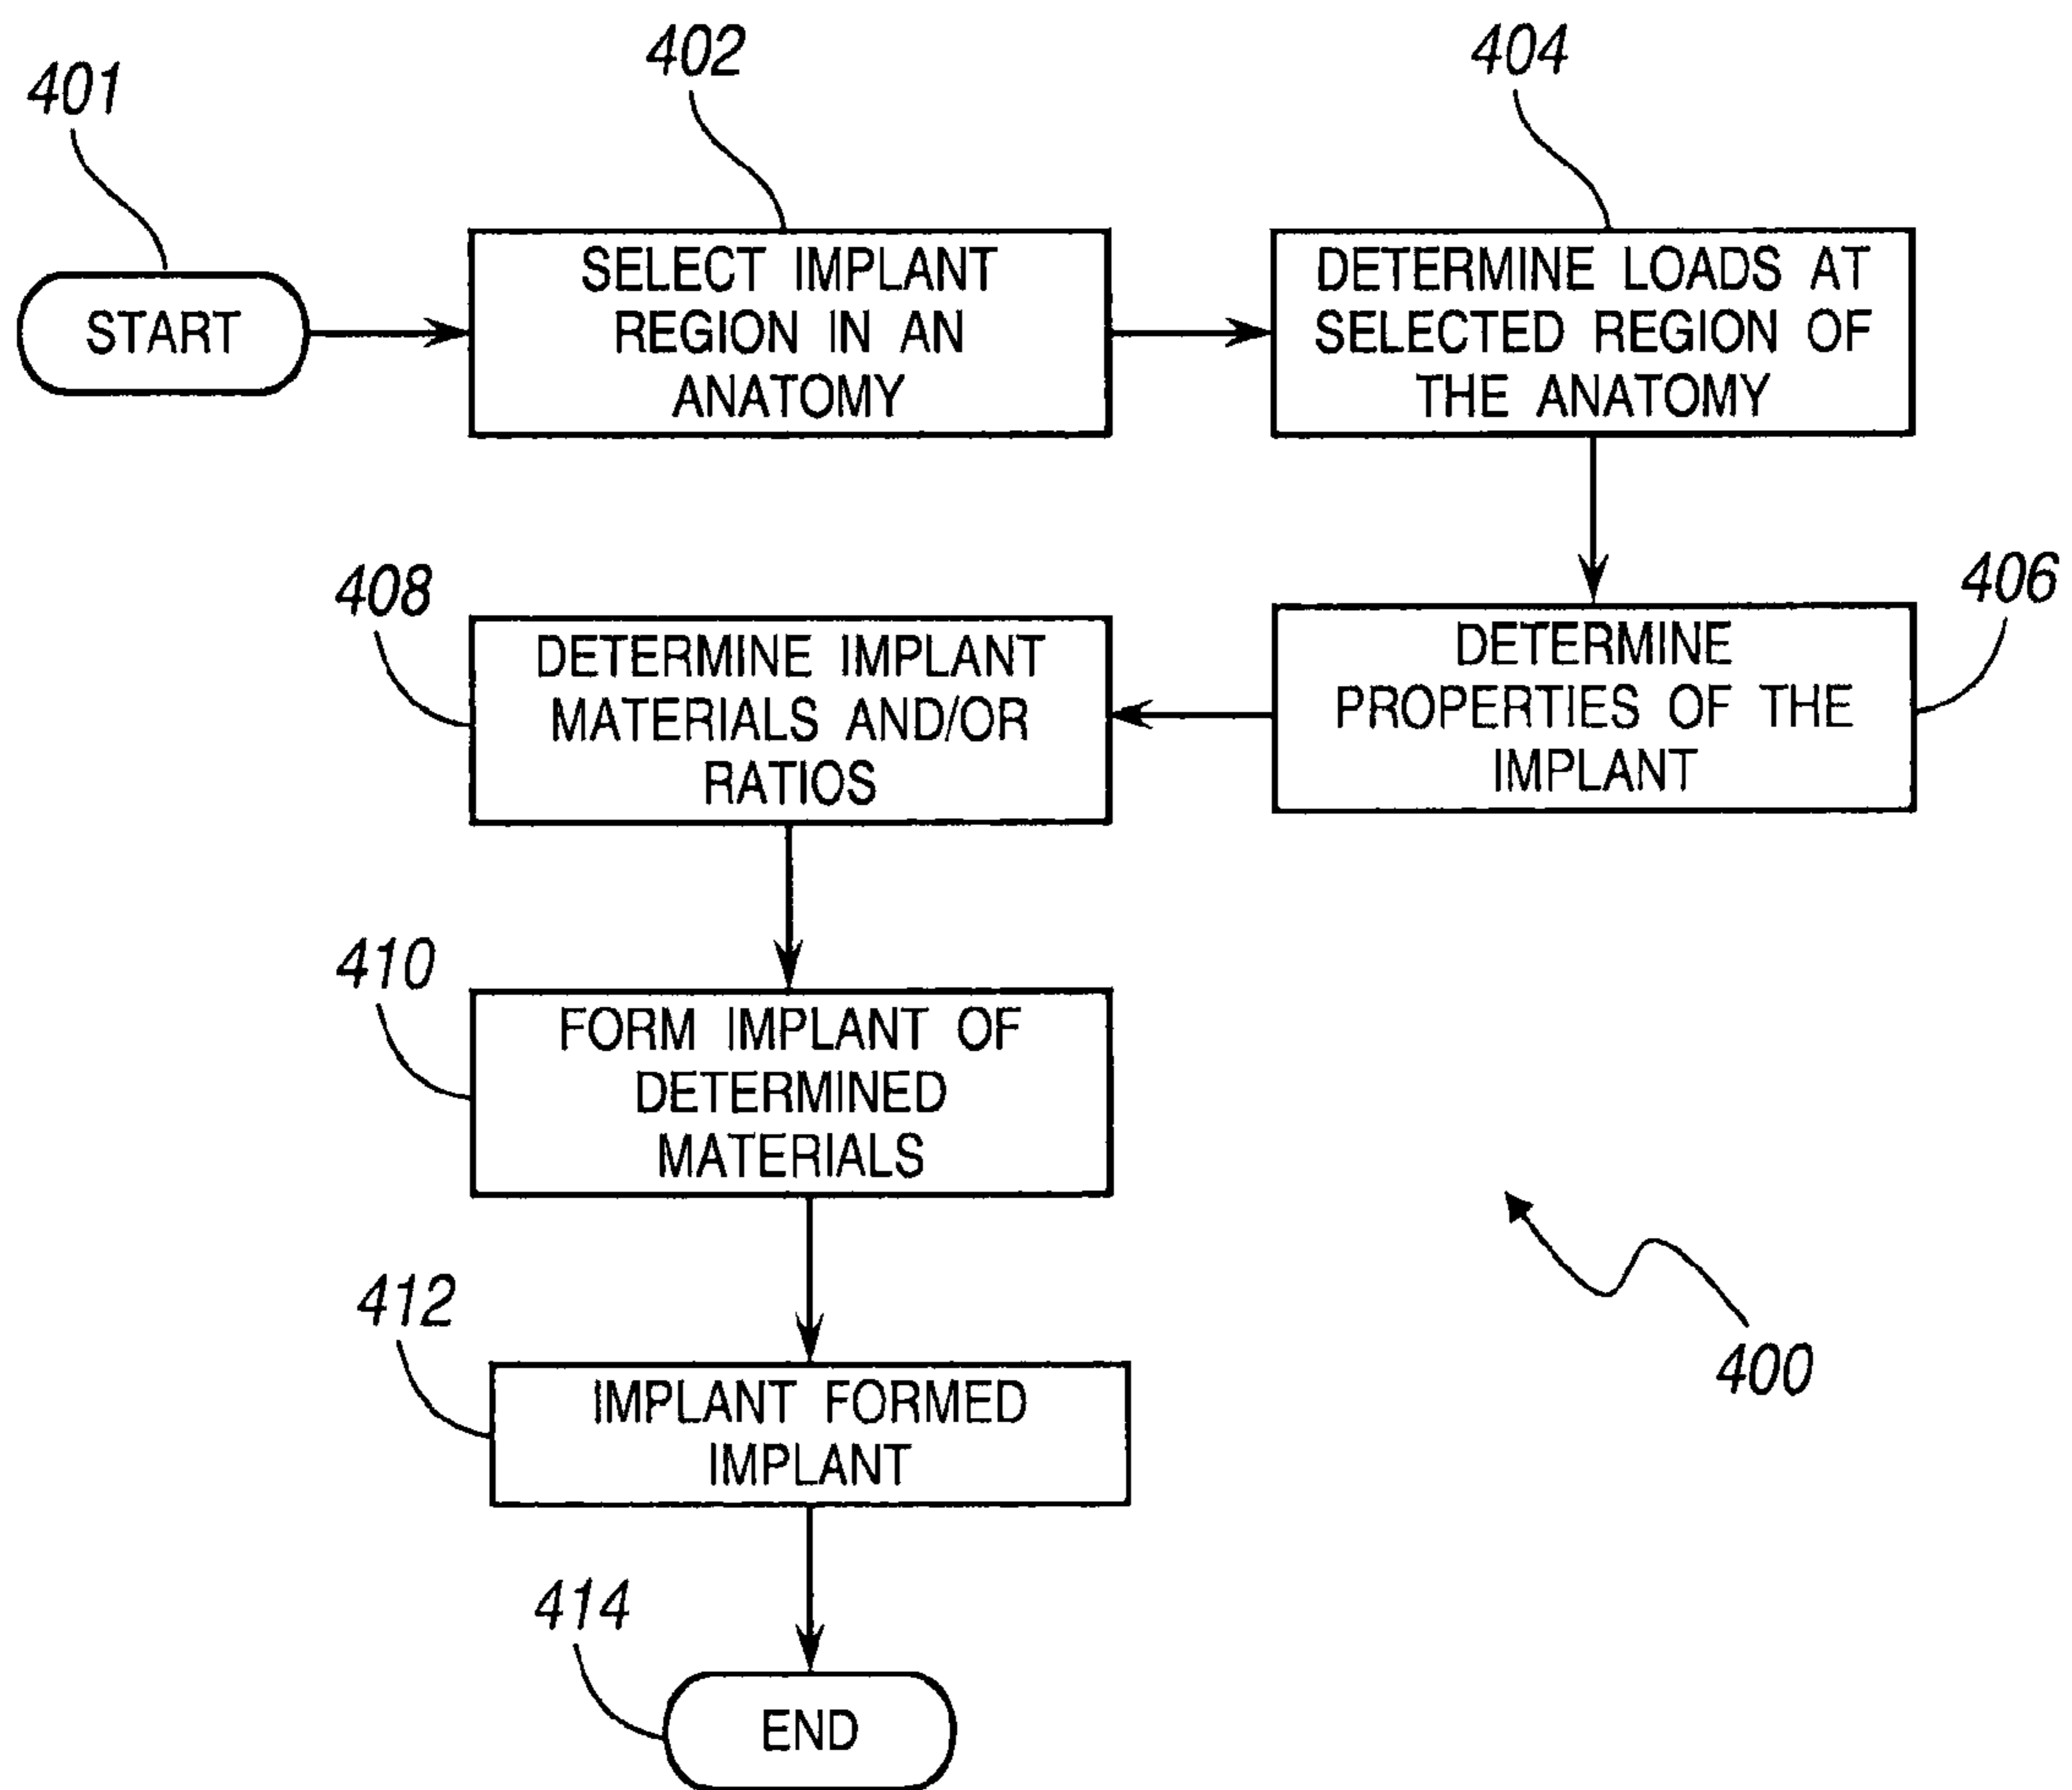 401
402
404
START
SELECT IMPLANT
REGION IN AN
ANATOMY
DETERMINE LOADS AT
SELECTED REGION OF
THE ANATOMY
406
DETERMINE
PROPERTIES OF THE
IMPLANT
408
DETERMINE IMPLANT
MATERIALS AND/OR
RATIOS
410
FORM IMPLANT OF
DETERMINED
MATERIALS
412
IMPLANT FORMED
IMPLANT
400
414
END